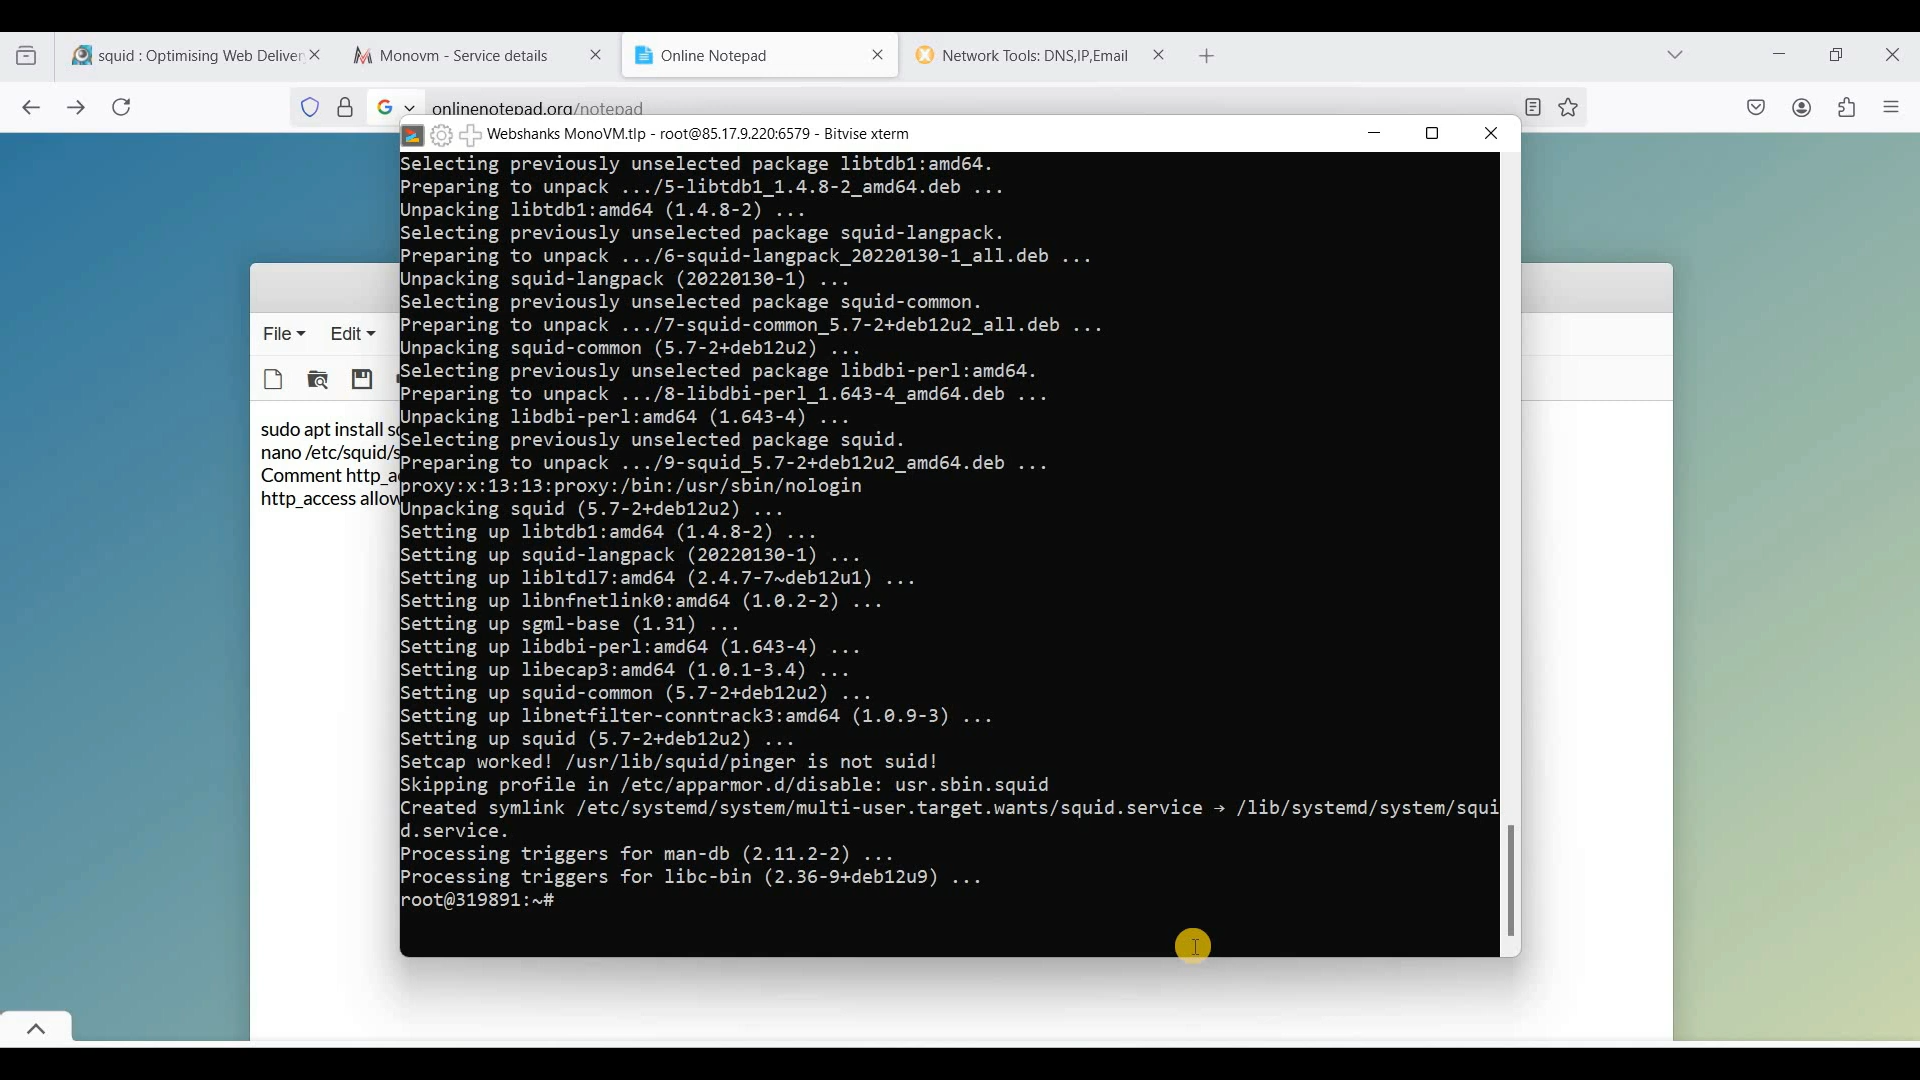 squid : Optimising Web Deliver
Monovm - Service details
Online Notepad
Network Tools: DNS,IP,Email
onlinenotepad.org/notepad
Webshanks MonoVM.tlp - root@85.17.9.220:6579 - Bitvise xterm
File
Edit
sudo apt install
nano /etc/squid/s
Comment http_a
http_access allow
Selecting previously unselected package libtdb1:amd64.
Preparing to unpack .../5-libtdb1_1.4.8-2_amd64.deb ...
Unpacking libtdb1:amd64 (1.4.8-2) ...
Selecting previously unselected package squid-langpack.
Preparing to unpack .../6-squid-langpack_20220130-1_all.deb ...
Unpacking squid-langpack (20220130-1) ...
Selecting previously unselected package squid-common.
Preparing to unpack .../7-squid-common_5.7-2+deb12u2_all.deb ...
Unpacking squid-common (5.7-2+deb12u2) ...
Selecting previously unselected package libdbi-perl:amd64.
Preparing to unpack .../8-libdbi-perl_1.643-4_amd64.deb ...
Unpacking libdbi-perl:amd64 (1.643-4) ...
Selecting previously unselected package squid.
Preparing to unpack .../9-squid_5.7-2+deb12u2_amd64.deb ...
proxy:x:13:13:proxy:/bin:/usr/sbin/nologin
Unpacking squid (5.7-2+deb12u2) ...
Setting up libtdb1:amd64 (1.4.8-2) ...
Setting up squid-langpack (20220130-1) ...
Setting up libltdl7:amd64 (2.4.7-7~deb12u1) ...
Setting up libnfnetlink0:amd64 (1.0.2-2) ...
Setting up sgml-base (1.31) ...
Setting up libdbi-perl:amd64 (1.643-4) ...
Setting up libecap3:amd64 (1.0.1-3.4) ...
Setting up squid-common (5.7-2+deb12u2) ...
Setting up libnetfilter-conntrack3:amd64 (1.0.9-3) ...
Setting up squid (5.7-2+deb12u2) ...
Setcap worked! /usr/lib/squid/pinger is not suid!
Skipping profile in /etc/apparmor.d/disable: usr.sbin.squid
Created symlink /etc/systemd/system/multi-user.target.wants/squid.service → /lib/systemd/system/squi
d.service.
Processing triggers for man-db (2.11.2-2) ...
Processing triggers for libc-bin (2.36-9+deb12u9) ...
root@319891:~#